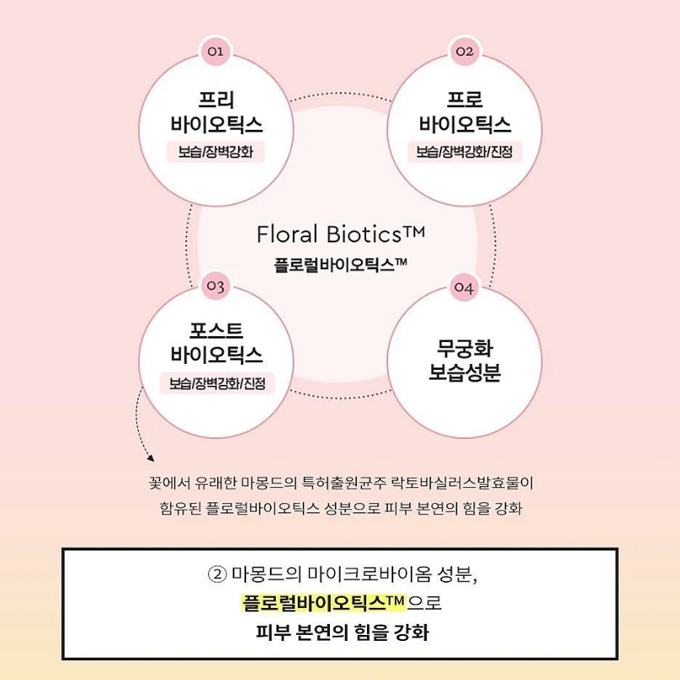 01
프리
바이오틱스
보습/장벽강화
02
프로
바이오틱스
보습/장벽강화/진정
Floral Biotics™
플로럴바이오틱스™
03
포스트
바이오틱스
보습/장벽강화/진정
04
무궁화
보습성분
꽃에서 유래한 마몽드의 특허출원균주 락토바실러스발효물이
함유된 플로럴바이오틱스 성분으로 피부 본연의 힘을 강화
② 마몽드의 마이크로바이옴 성분,
플로럴바이오틱스™으로
피부 본연의 힘을 강화